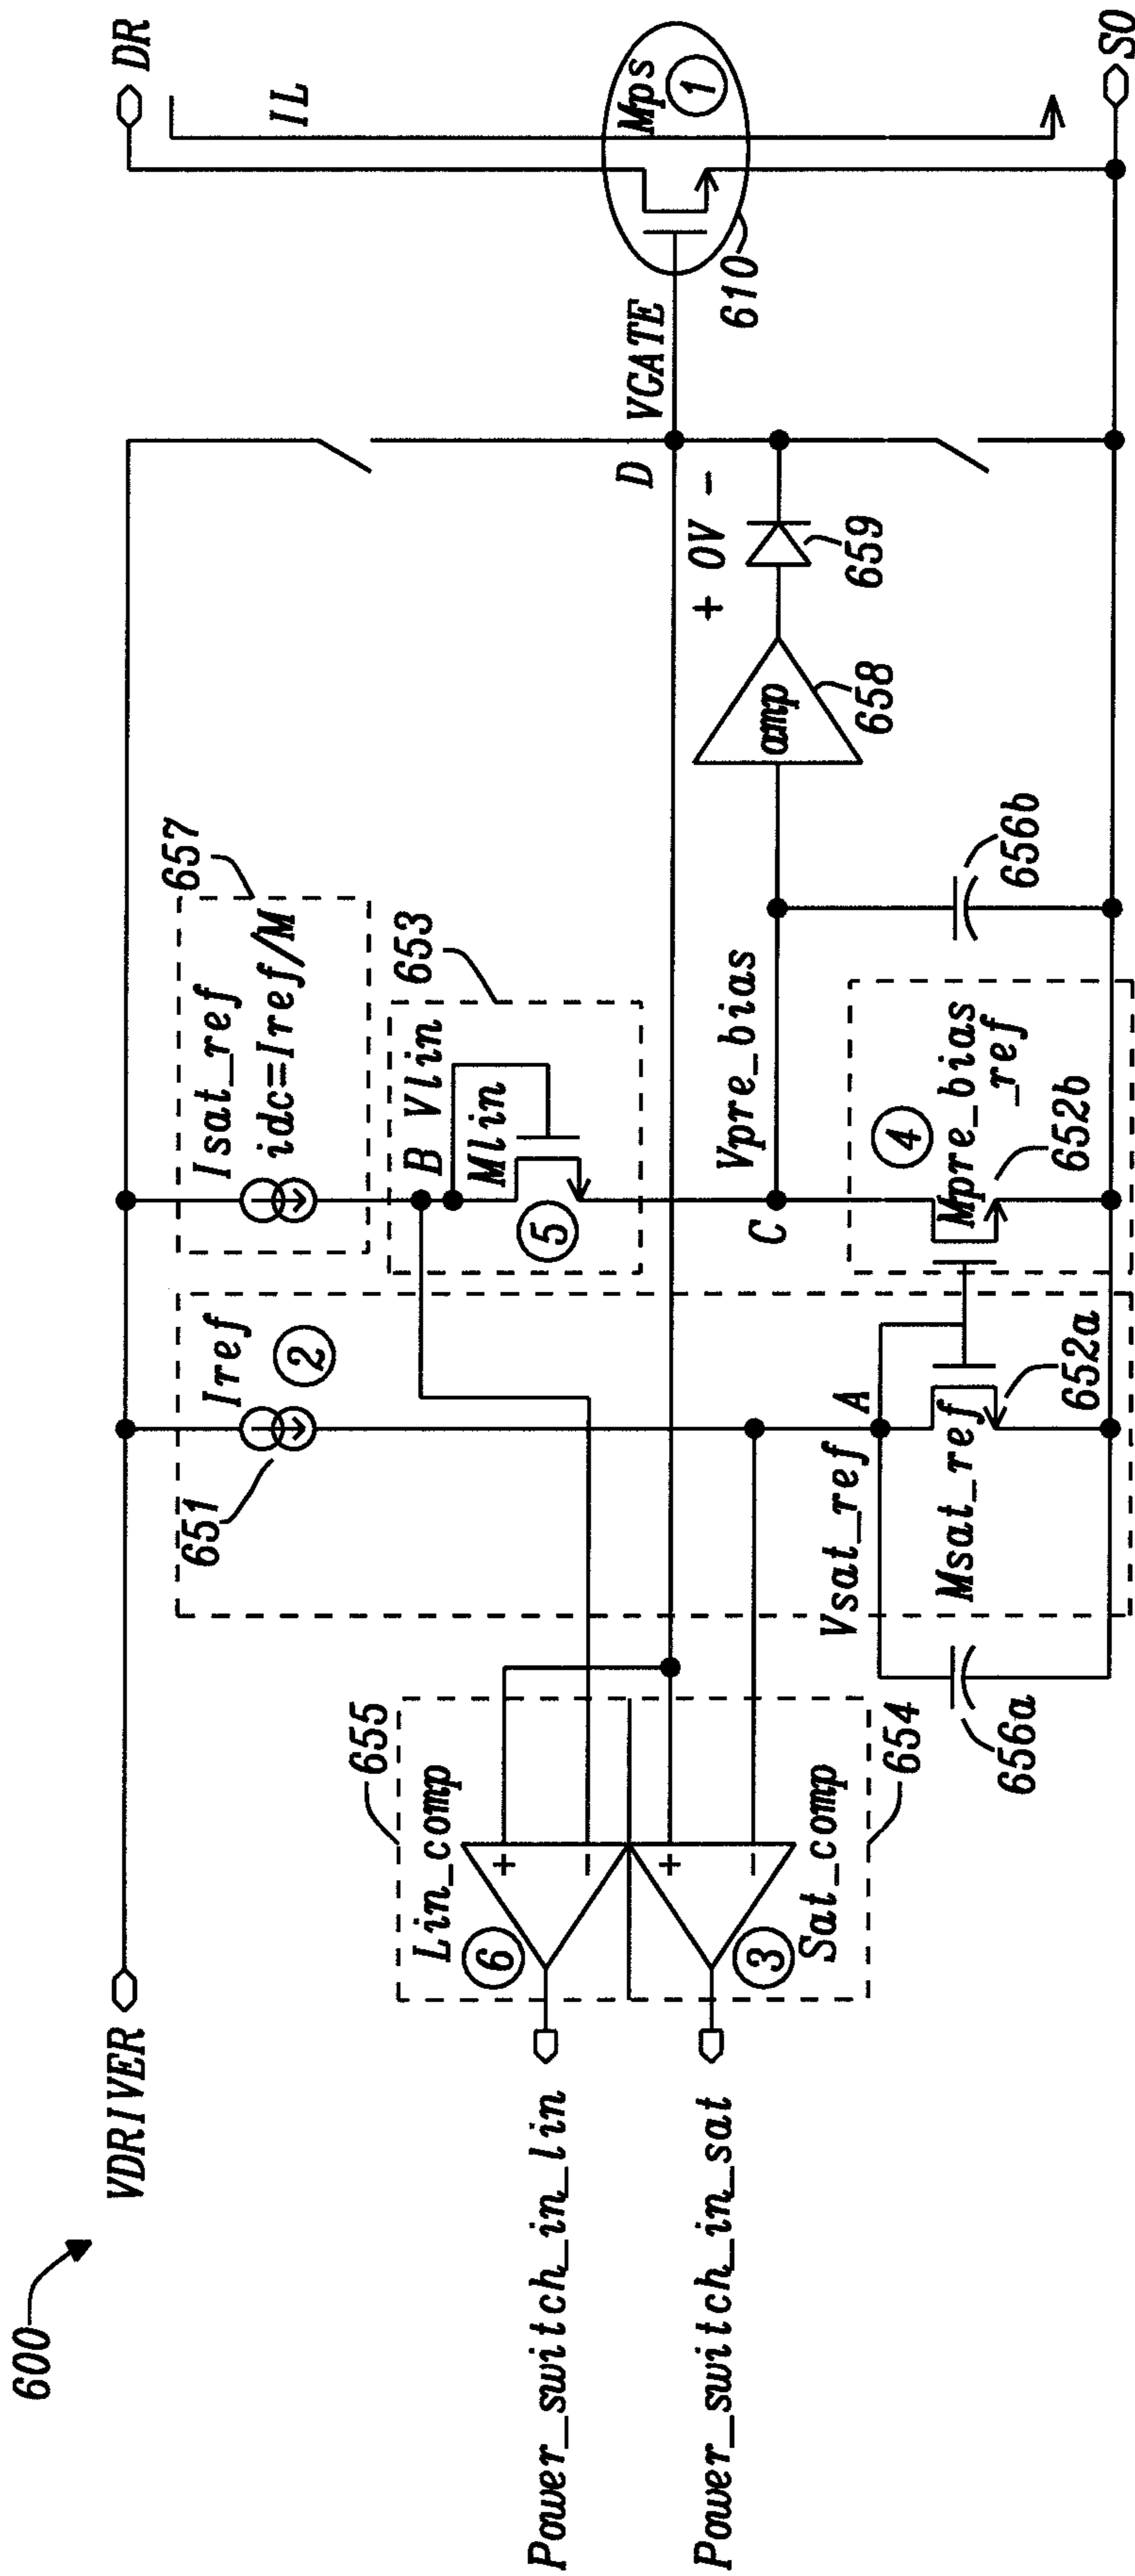 600
VDRIVER
DR
IL
Mps
1
610
SO
Isat_ref
idc=Iref/M
657
Iref
2
651
B Vlin
Mlin
5
653
D
VGATE
+ 0V -
amp
658
659
Lin_comp
655
6
+
-
+
-
3
Sat_comp
654
Power_switch_in_lin
Power_switch_in_sat
C
Vpre_bias
Vsat_ref
A
Msat_ref
652a
656a
4
Mpre_bias
_ref
652b
656b